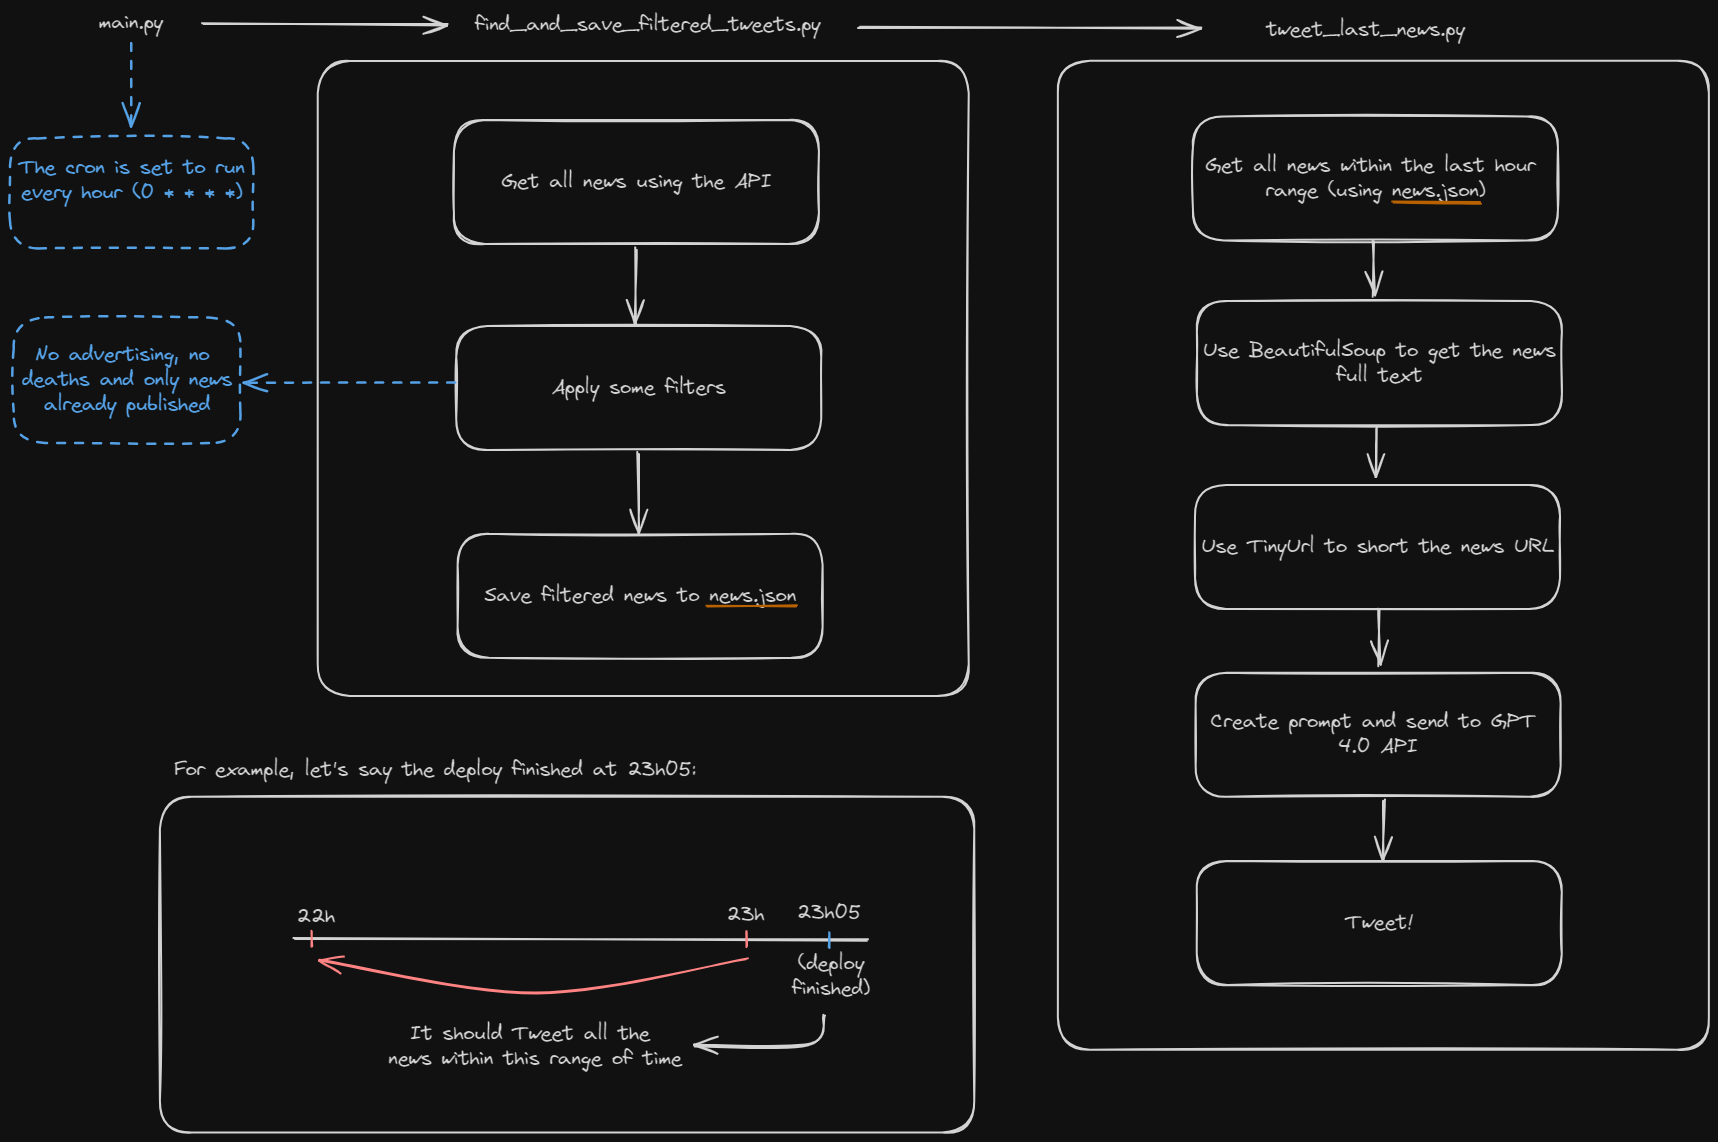 main.py
find_and_save_filtered_tweets.py
tweet_last_news.py
The cron is set to run
every hour (0 * * * *)
No advertising, no
deaths and only news
already published
Get all news using the API
Apply some filters
Save filtered news to news.json
Get all news within the last hour
range (using news.json)
Use BeautifulSoup to get the news
full text
Use TinyUrl to short the news URL
Create prompt and send to GPT
4.0 API
Tweet!
For example, let's say the deploy finished at 23h05:
22h
23h
23h05
(deploy
finished)
It should Tweet all the
news within this range of time